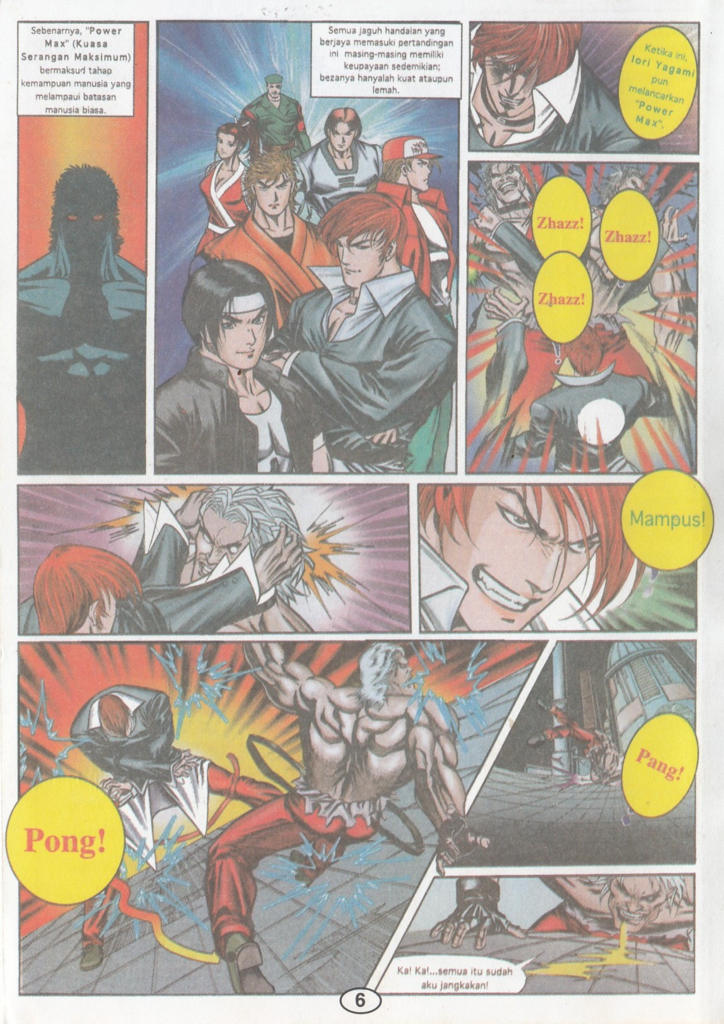 Sebenarnya, "Power
Max" (Kuasa
Serangan Maksimum)
bermaksud tahap
kemampuan manusia yang
melampaui batasan
manusia biasa.
Semua jaguh handalan yang
berjaya memasuki pertandingan
ini masing-masing memiliki
keupayaan sedemikian;
bezanya hanyalah kuat ataupun
lemah.
Ketika ini,
Iori Yagami
pun
melancarkan
"Power
Max".
Zhazz!
Zhazz!
Zhazz!
Mampus!
Pong!
Pang!
Ka! Ka!...semua itu sudah
aku jangkakan!
6